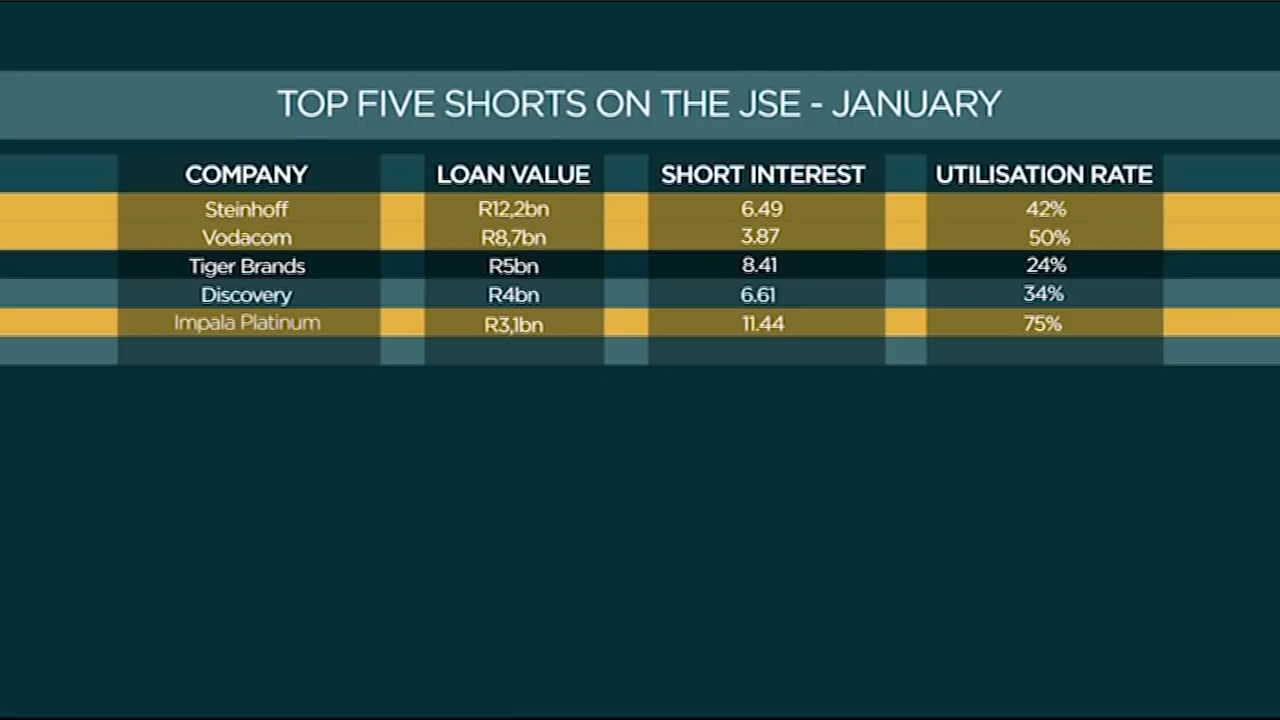 TOP FIVE SHORTS ON THE JSE - JANUARY
COMPANY LOAN VALUE SHORT INTEREST UTILISATION RATE
Steinhoff R12,2bn 6.49 42%
Vodacom R8,7bn 3.87 50%
Tiger Brands R5bn 8.41 24%
Discovery R4bn 6.61 34%
Impala Platinum R3,1bn 11.44 75%